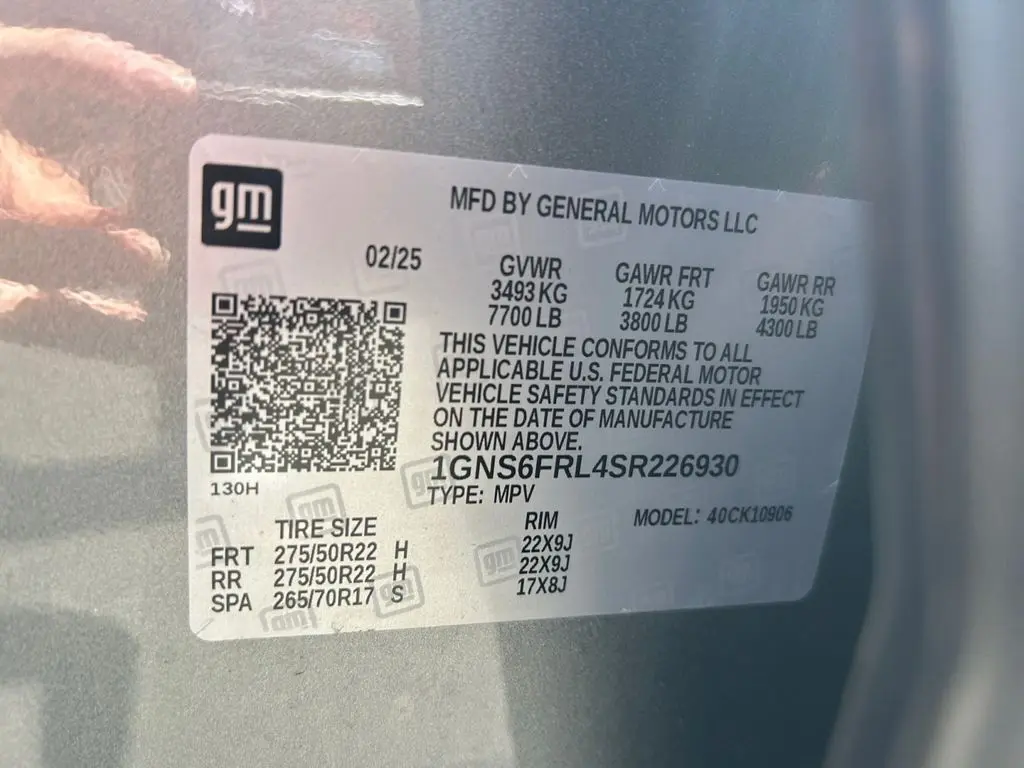 gm
MFD BY GENERAL MOTORS LLC
02/25 GVWR GAWR FRT GAWR RR
3493 KG 1724 KG 1950 KG
7700 LB 3800 LB 4300 LB
THIS VEHICLE CONFORMS TO ALL
APPLICABLE U.S. FEDERAL MOTOR
VEHICLE SAFETY STANDARDS IN EFFECT
ON THE DATE OF MANUFACTURE
SHOWN ABOVE.
1GNS6FRL4SR226930
130H
TYPE: MPV
MODEL: 40CK10906
TIRE SIZE RIM
FRT 275/50R22 H 22X9J
RR 275/50R22 H 22X9J
SPA 265/70R17 S 17X8J